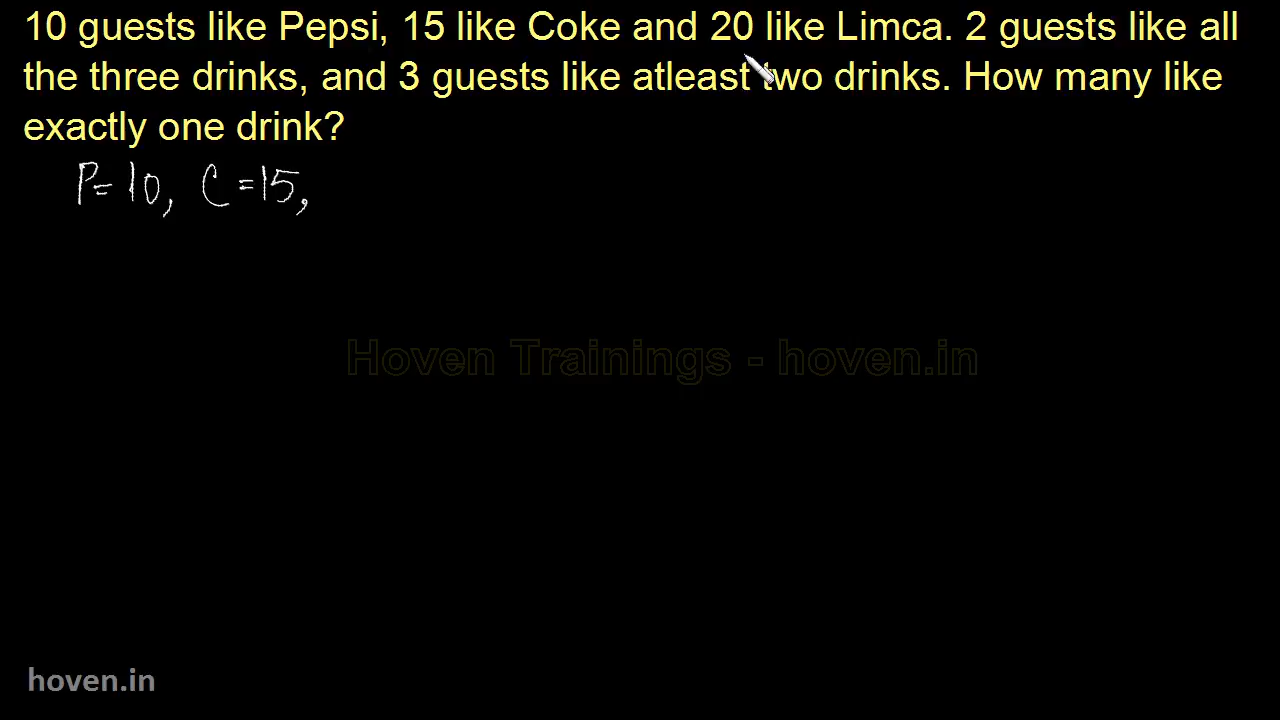 10 guests like Pepsi, 15 like Coke and 20 like Limca. 2 guests like all
the three drinks, and 3 guests like atleast two drinks. How many like
exactly one drink?
P=10, C=15,
Hoven Trainings - hoven.in
hoven.in